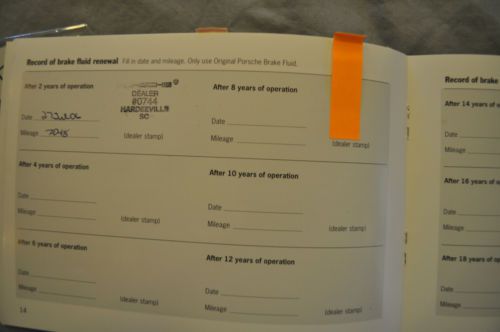 Record of brake fluid renewal Fill in date and mileage. Only use Original Porsche Brake Fluid.
After 2 years of operation
DEALER
#0744
HARDEEVILLE
SC
Date
Mileage
(dealer stamp)
After 8 years of operation
Date
Mileage
(dealer stamp)
After 4 years of operation
Date
Mileage
(dealer stamp)
After 10 years of operation
Date
Mileage
(dealer stamp)
After 6 years of operation
Date
Mileage
(dealer stamp)
After 12 years of operation
Date
Mileage
(dealer stamp)
14
Record of brake
After 14 years of
Date
Mileage
After 16 years of
Date
Mileage
After 18 years of
Date
Mileage